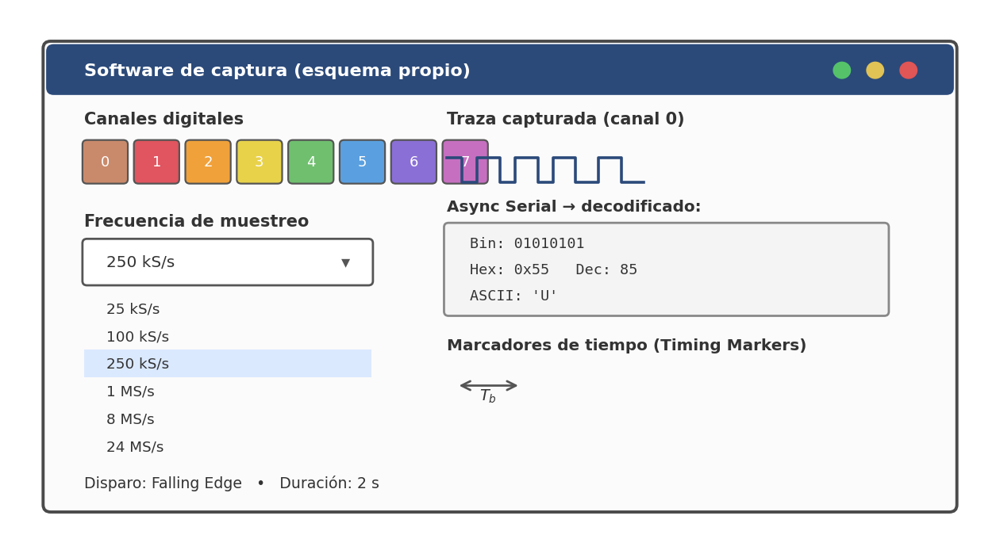 Software de captura (esquema propio)
Canales digitales
0 1 2 3 4 5 6 7
Frecuencia de muestreo
250 kS/s ▼
25 kS/s
100 kS/s
250 kS/s
1 MS/s
8 MS/s
24 MS/s
Disparo: Falling Edge • Duración: 2 s
Traza capturada (canal 0)
Async Serial → decodificado:
Bin: 01010101
Hex: 0x55 Dec: 85
ASCII: 'U'
Marcadores de tiempo (Timing Markers)
T_b